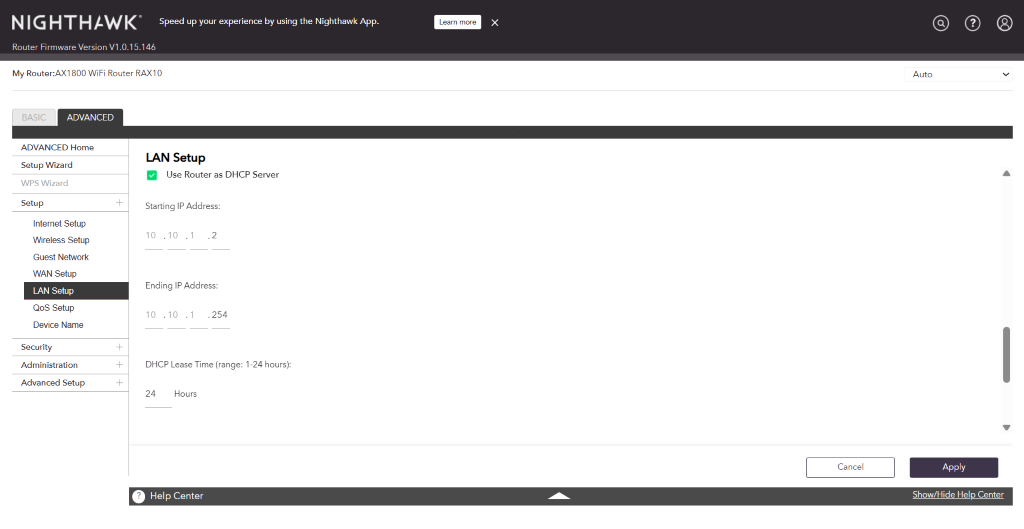 NIGHTHAWK
Speed up your experience by using the Nighthawk App.
Learn more
Router Firmware Version V1.0.15.146
My Router:AX1800 WiFi Router RAX10
Auto
BASIC
ADVANCED
ADVANCED Home
Setup Wizard
WPS Wizard
Setup
Internet Setup
Wireless Setup
Guest Network
WAN Setup
LAN Setup
QoS Setup
Device Name
Security
Administration
Advanced Setup
LAN Setup
Use Router as DHCP Server
Starting IP Address:
10 . 10 . 1 . 2
Ending IP Address:
10 . 10 . 1 . 254
DHCP Lease Time (range: 1-24 hours):
24 Hours
Cancel
Apply
? Help Center
Show/Hide Help Center